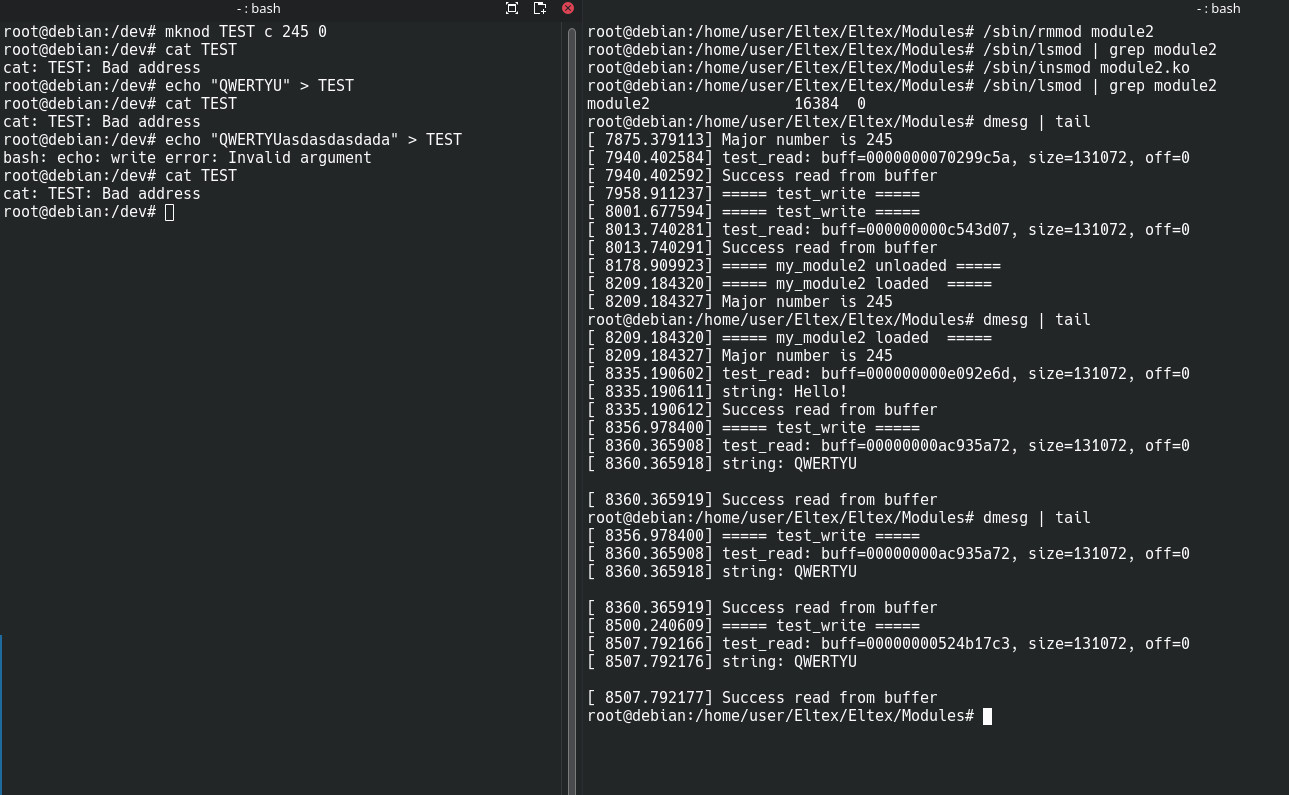 - : bash
root@debian:/dev# mknod TEST c 245 0
root@debian:/dev# cat TEST
cat: TEST: Bad address
root@debian:/dev# echo "QWERTYU" > TEST
root@debian:/dev# cat TEST
cat: TEST: Bad address
root@debian:/dev# echo "QWERTYUasdasdasdada" > TEST
bash: echo: write error: Invalid argument
root@debian:/dev# cat TEST
cat: TEST: Bad address
root@debian:/dev#
- : bash
root@debian:/home/user/Eltex/Eltex/Modules# /sbin/rmmod module2
root@debian:/home/user/Eltex/Eltex/Modules# /sbin/lsmod | grep module2
root@debian:/home/user/Eltex/Eltex/Modules# /sbin/insmod module2.ko
root@debian:/home/user/Eltex/Eltex/Modules# /sbin/lsmod | grep module2
module2                16384  0
root@debian:/home/user/Eltex/Eltex/Modules# dmesg | tail
[ 7875.379113] Major number is 245
[ 7940.402584] test_read: buff=0000000070299c5a, size=131072, off=0
[ 7940.402592] Success read from buffer
[ 7958.911237] ===== test_write =====
[ 8001.677594] ===== test_write =====
[ 8013.740281] test_read: buff=000000000c543d07, size=131072, off=0
[ 8013.740291] Success read from buffer
[ 8178.909923] ===== my_module2 unloaded =====
[ 8209.184320] ===== my_module2 loaded  =====
[ 8209.184327] Major number is 245
root@debian:/home/user/Eltex/Eltex/Modules# dmesg | tail
[ 8209.184320] ===== my_module2 loaded  =====
[ 8209.184327] Major number is 245
[ 8335.190602] test_read: buff=000000000e092e6d, size=131072, off=0
[ 8335.190611] string: Hello!
[ 8335.190612] Success read from buffer
[ 8356.978400] ===== test_write =====
[ 8360.365908] test_read: buff=00000000ac935a72, size=131072, off=0
[ 8360.365918] string: QWERTYU

[ 8360.365919] Success read from buffer
root@debian:/home/user/Eltex/Eltex/Modules# dmesg | tail
[ 8356.978400] ===== test_write =====
[ 8360.365908] test_read: buff=00000000ac935a72, size=131072, off=0
[ 8360.365918] string: QWERTYU

[ 8360.365919] Success read from buffer
[ 8500.240609] ===== test_write =====
[ 8507.792166] test_read: buff=00000000524b17c3, size=131072, off=0
[ 8507.792176] string: QWERTYU

[ 8507.792177] Success read from buffer
root@debian:/home/user/Eltex/Eltex/Modules#